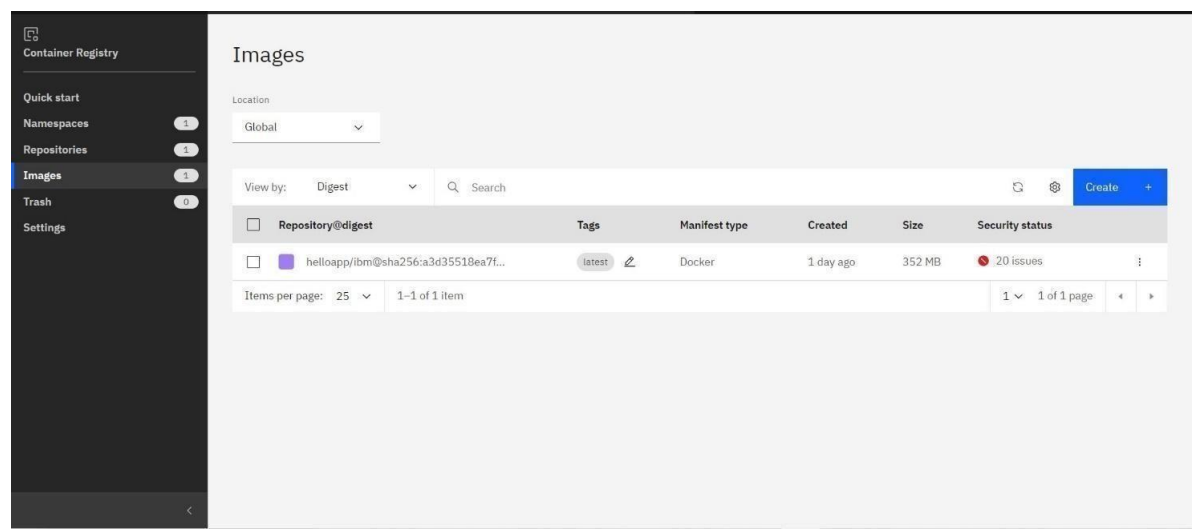 Container Registry
Quick start
Namespaces 1
Repositories 1
Images 1
Trash 0
Settings
Images
Location
Global
View by: Digest Search Create +
Repository@digest Tags Manifest type Created Size Security status
helloapp/ibm@sha256:a3d35518ea7f... latest Docker 1 day ago 352 MB 20 issues
Items per page: 25 1–1 of 1 item 1 1 of 1 page